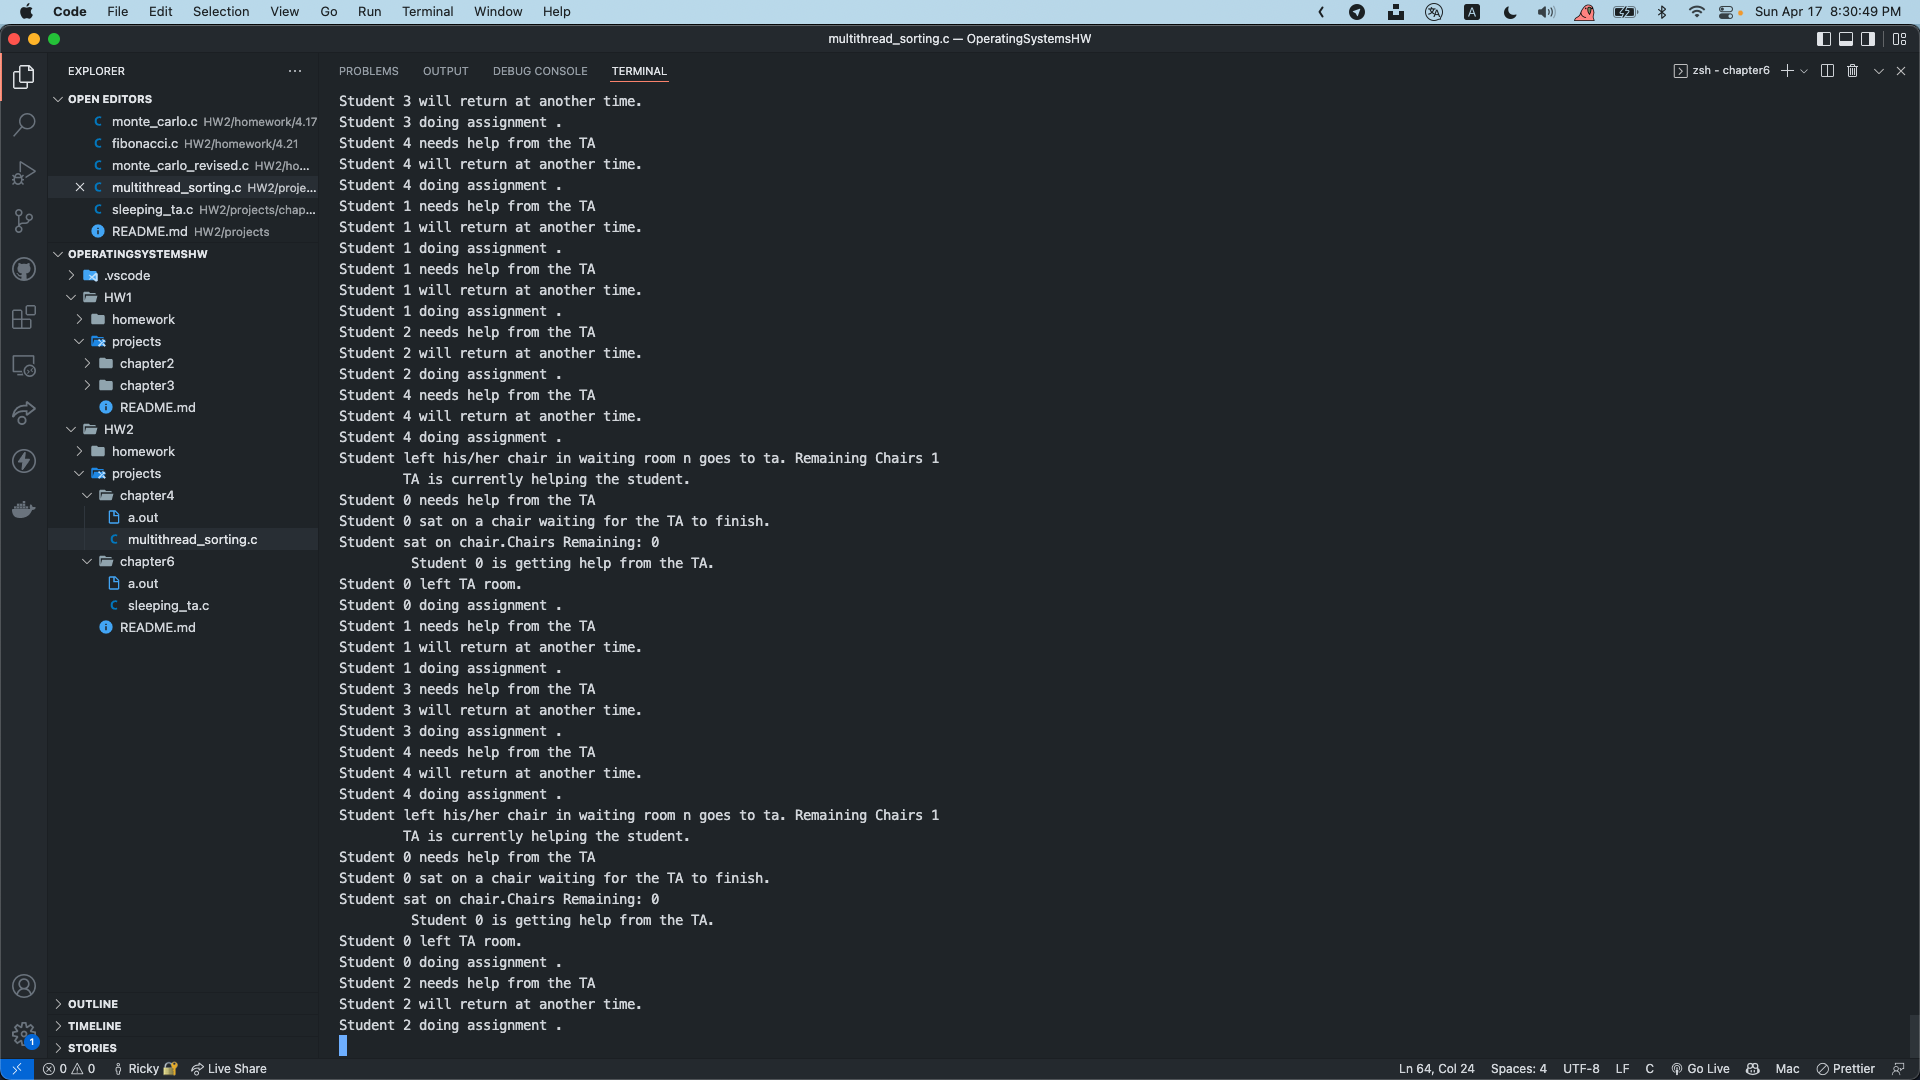 Code File Edit Selection View Go Run Terminal Window Help A Sun Apr 17 8:30:49 PM
multithread_sorting.c — OperatingSystemsHW
EXPLORER
PROBLEMS OUTPUT DEBUG CONSOLE TERMINAL
zsh - chapter6
OPEN EDITORS
C monte_carlo.c HW2/homework/4.17
C fibonacci.c HW2/homework/4.21
C monte_carlo_revised.c HW2/ho...
C multithread_sorting.c HW2/proje...
C sleeping_ta.c HW2/projects/chap...
README.md HW2/projects
OPERATINGSYSTEMSHW
.vscode
HW1
homework
projects
chapter2
chapter3
README.md
HW2
homework
projects
chapter4
a.out
C multithread_sorting.c
chapter6
a.out
C sleeping_ta.c
README.md
OUTLINE
TIMELINE
STORIES
1
Student 3 will return at another time.
Student 3 doing assignment .
Student 4 needs help from the TA
Student 4 will return at another time.
Student 4 doing assignment .
Student 1 needs help from the TA
Student 1 will return at another time.
Student 1 doing assignment .
Student 1 needs help from the TA
Student 1 will return at another time.
Student 1 doing assignment .
Student 2 needs help from the TA
Student 2 will return at another time.
Student 2 doing assignment .
Student 4 needs help from the TA
Student 4 will return at another time.
Student 4 doing assignment .
Student left his/her chair in waiting room n goes to ta. Remaining Chairs 1
TA is currently helping the student.
Student 0 needs help from the TA
Student 0 sat on a chair waiting for the TA to finish.
Student sat on chair.Chairs Remaining: 0
Student 0 is getting help from the TA.
Student 0 left TA room.
Student 0 doing assignment .
Student 1 needs help from the TA
Student 1 will return at another time.
Student 1 doing assignment .
Student 3 needs help from the TA
Student 3 will return at another time.
Student 3 doing assignment .
Student 4 needs help from the TA
Student 4 will return at another time.
Student 4 doing assignment .
Student left his/her chair in waiting room n goes to ta. Remaining Chairs 1
TA is currently helping the student.
Student 0 needs help from the TA
Student 0 sat on a chair waiting for the TA to finish.
Student sat on chair.Chairs Remaining: 0
Student 0 is getting help from the TA.
Student 0 left TA room.
Student 0 doing assignment .
Student 2 needs help from the TA
Student 2 will return at another time.
Student 2 doing assignment .
0 0 Ricky Live Share Ln 64, Col 24 Spaces: 4 UTF-8 LF C Go Live Mac Prettier